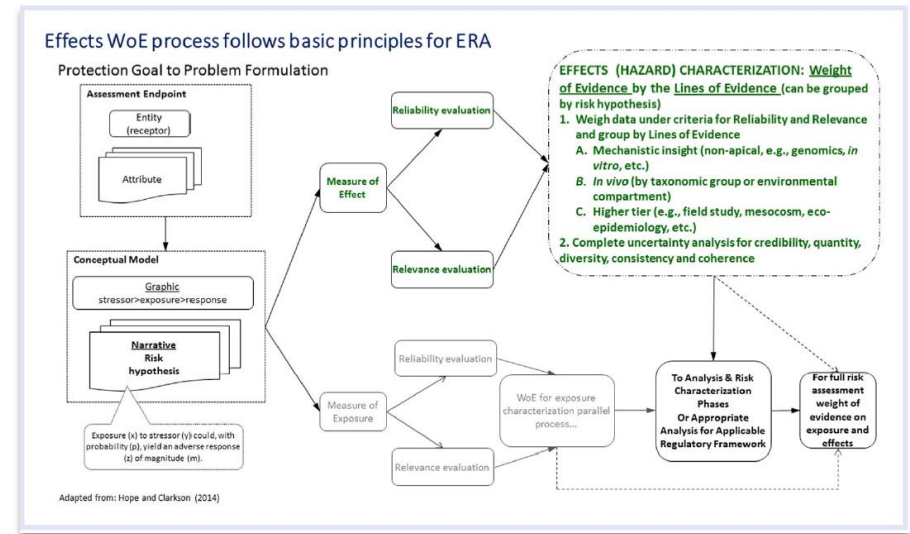 Effects WoE process follows basic principles for ERA
Protection Goal to Problem Formulation
Assessment Endpoint
Entity
(receptor)
Attribute
Conceptual Model
Graphic
stressor>exposure>response
Narrative
Risk
hypothesis
Exposure (x) to stressor (y) could, with
probability (p), yield an adverse response
(z) of magnitude (m).
Adapted from: Hope and Clarkson (2014)
Measure of
Effect
Reliability evaluation
Relevance evaluation
EFFECTS (HAZARD) CHARACTERIZATION: Weight
of Evidence by the Lines of Evidence (can be grouped
by risk hypothesis)
1. Weigh data under criteria for Reliability and Relevance
and group by Lines of Evidence
A. Mechanistic insight (non-apical, e.g., genomics, in
vitro, etc.)
B. In vivo (by taxonomic group or environmental
compartment)
C. Higher tier (e.g., field study, mesocosm, eco-
epidemiology, etc.)
2. Complete uncertainty analysis for credibility, quantity,
diversity, consistency and coherence
Measure of
Exposure
Reliability evaluation
Relevance evaluation
WoE for exposure
characterization parallel
process...
To Analysis & Risk
Characterization
Phases
Or Appropriate
Analysis for Applicable
Regulatory Framework
For full risk
assessment
weight of
evidence on
exposure and
effects